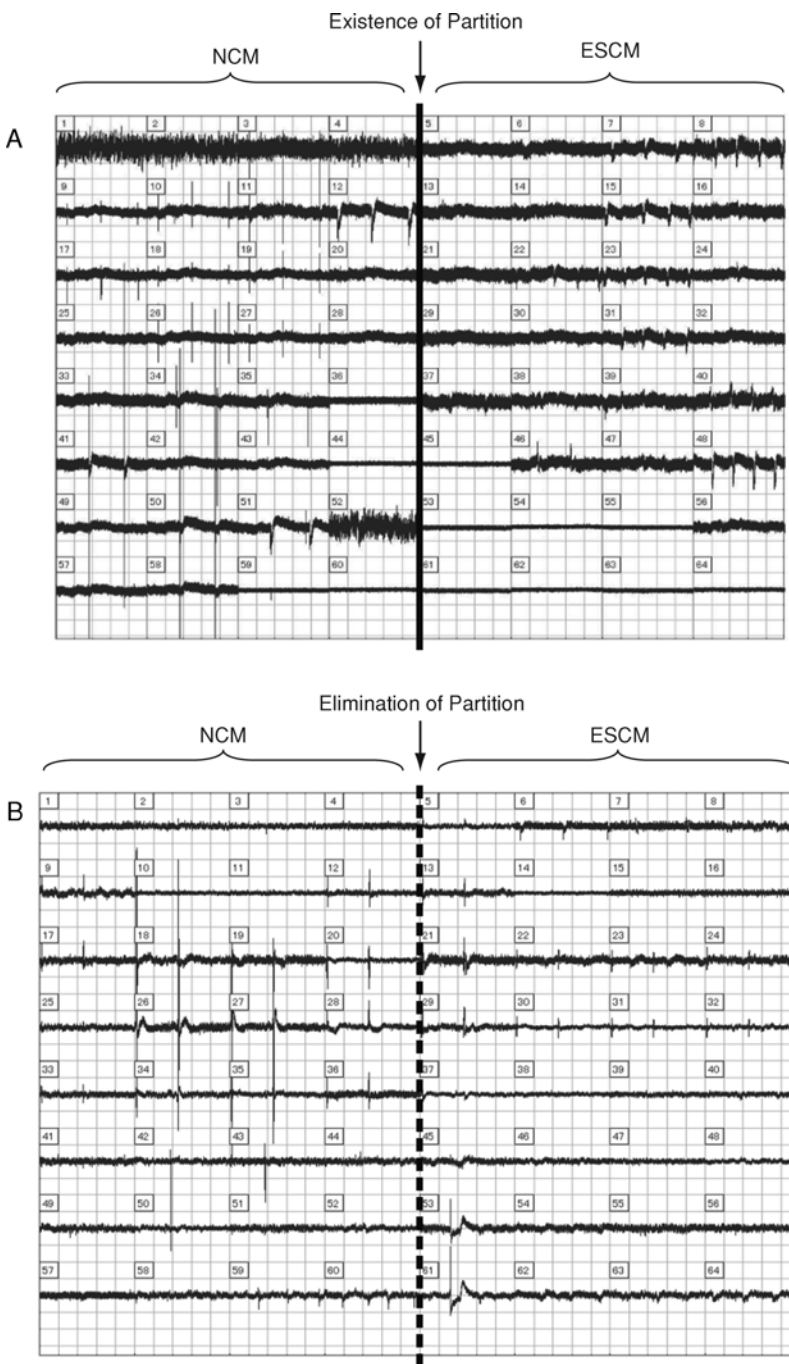 Existence of Partition
NCM ESCM
A
1 2 3 4 5 6 7 8
9 10 11 12 13 14 15 16
17 18 19 20 21 22 23 24
25 26 27 28 29 30 31 32
33 34 35 36 37 38 39 40
41 42 43 44 45 46 47 48
49 50 51 52 53 54 55 56
57 58 59 60 61 62 63 64
Elimination of Partition
NCM ESCM
B
1 2 3 4 5 6 7 8
9 10 11 12 13 14 15 16
17 18 19 20 21 22 23 24
25 26 27 28 29 30 31 32
33 34 35 36 37 38 39 40
41 42 43 44 45 46 47 48
49 50 51 52 53 54 55 56
57 58 59 60 61 62 63 64